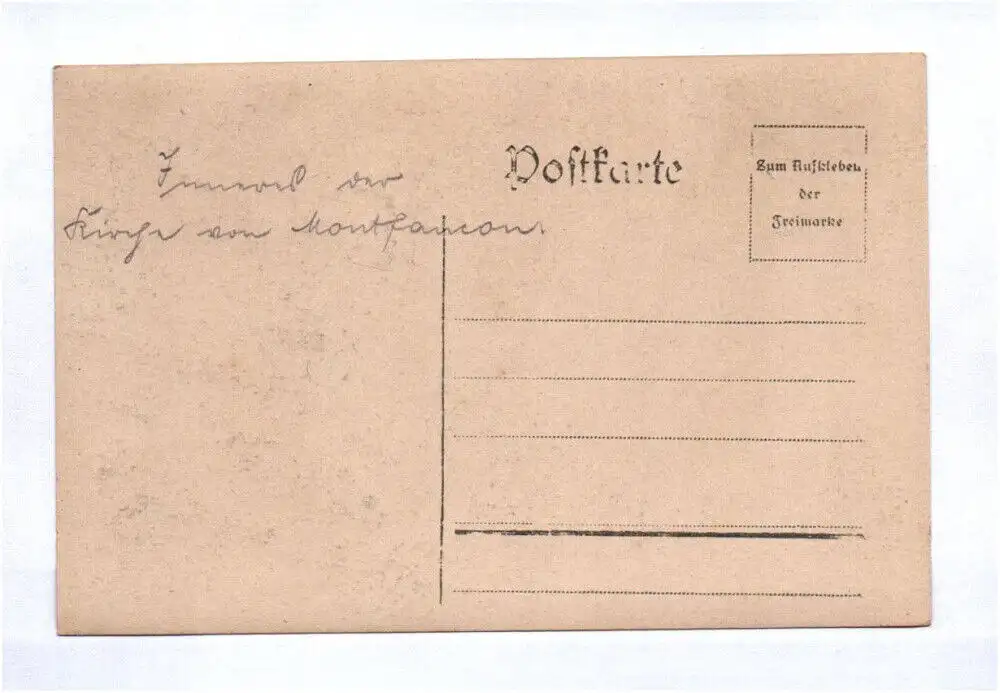 Postkarte
Zum Aufkleben
der
Freimarke
Inneres der
Kirche von Montfaucon.